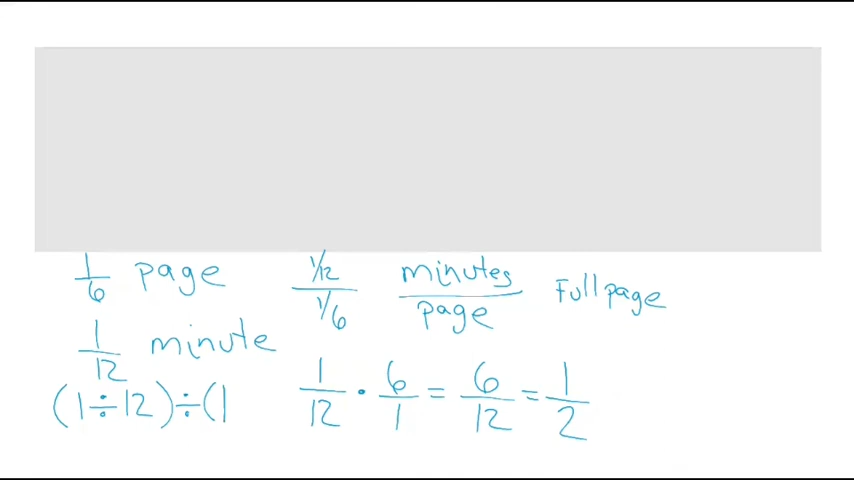 1/6 page
1/12 / 1/6 minutes/page Full page
1/12 minute
1/12 · 6/1 = 6/12 = 1/2
(1÷12)÷(1